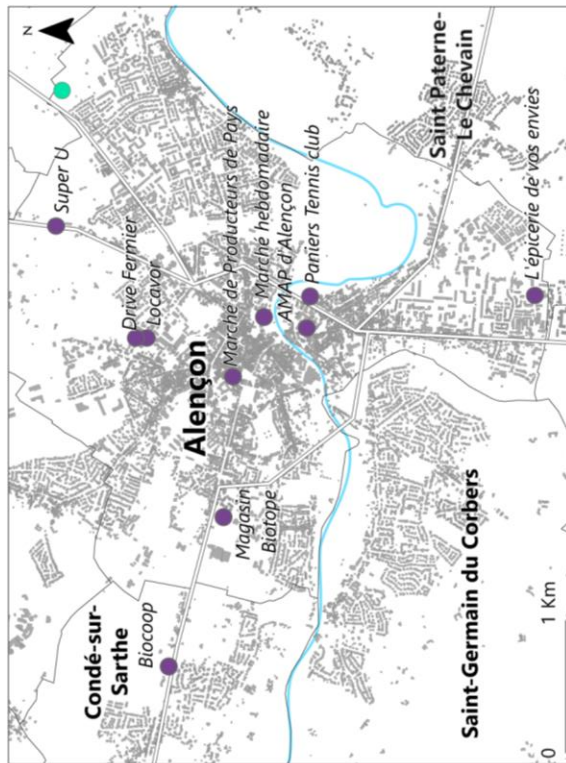 N
Super U
Drive Fermier
Locavor
Alençon
Marché de Producteurs de Pays
Marché hebdomadaire
AMAP d'Alençon
Paniers Tennis club
Condé-sur-
Sarthe
Biocoop
Magasin
Biotope
Saint Paterne-
Le Chevain
L'épicerie de vos envies
Saint-Germain du Corbers
0
1 Km